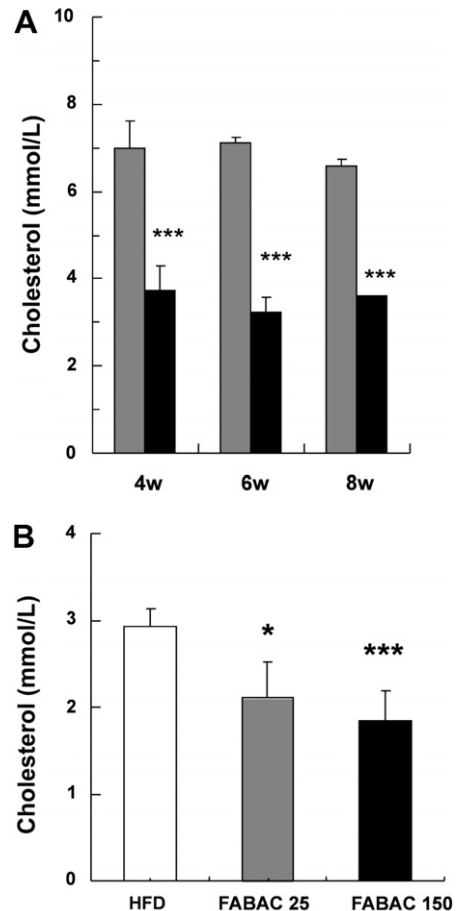 A
Cholesterol (mmol/L)
10
8
6
4
2
0
***
***
***
4w
6w
8w
B
Cholesterol (mmol/L)
4
3
2
1
0
*
***
HFD
FABAC 25
FABAC 150